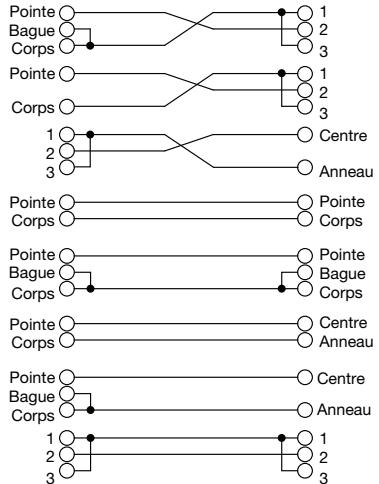 Pointe 1
Bague 2
Corps 3
Pointe 1
2
Corps 3
1 Centre
2
3 Anneau
Pointe Pointe
Corps Corps
Pointe Pointe
Bague Bague
Corps Corps
Pointe Centre
Corps Anneau
Pointe Centre
Bague
Corps Anneau
1 1
2 2
3 3